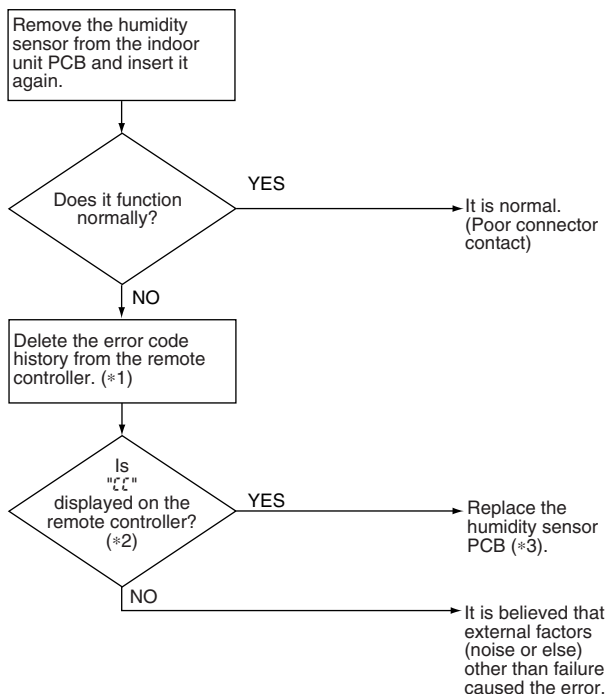 Remove the humidity
sensor from the indoor
unit PCB and insert it
again.
Does it function
normally?
YES
It is normal.
(Poor connector
contact)
NO
Delete the error code
history from the remote
controller. (*1)
Is
"CC"
displayed on the
remote controller?
(*2)
YES
Replace the
humidity sensor
PCB (*3).
NO
It is believed that
external factors
(noise or else)
other than failure
caused the error.